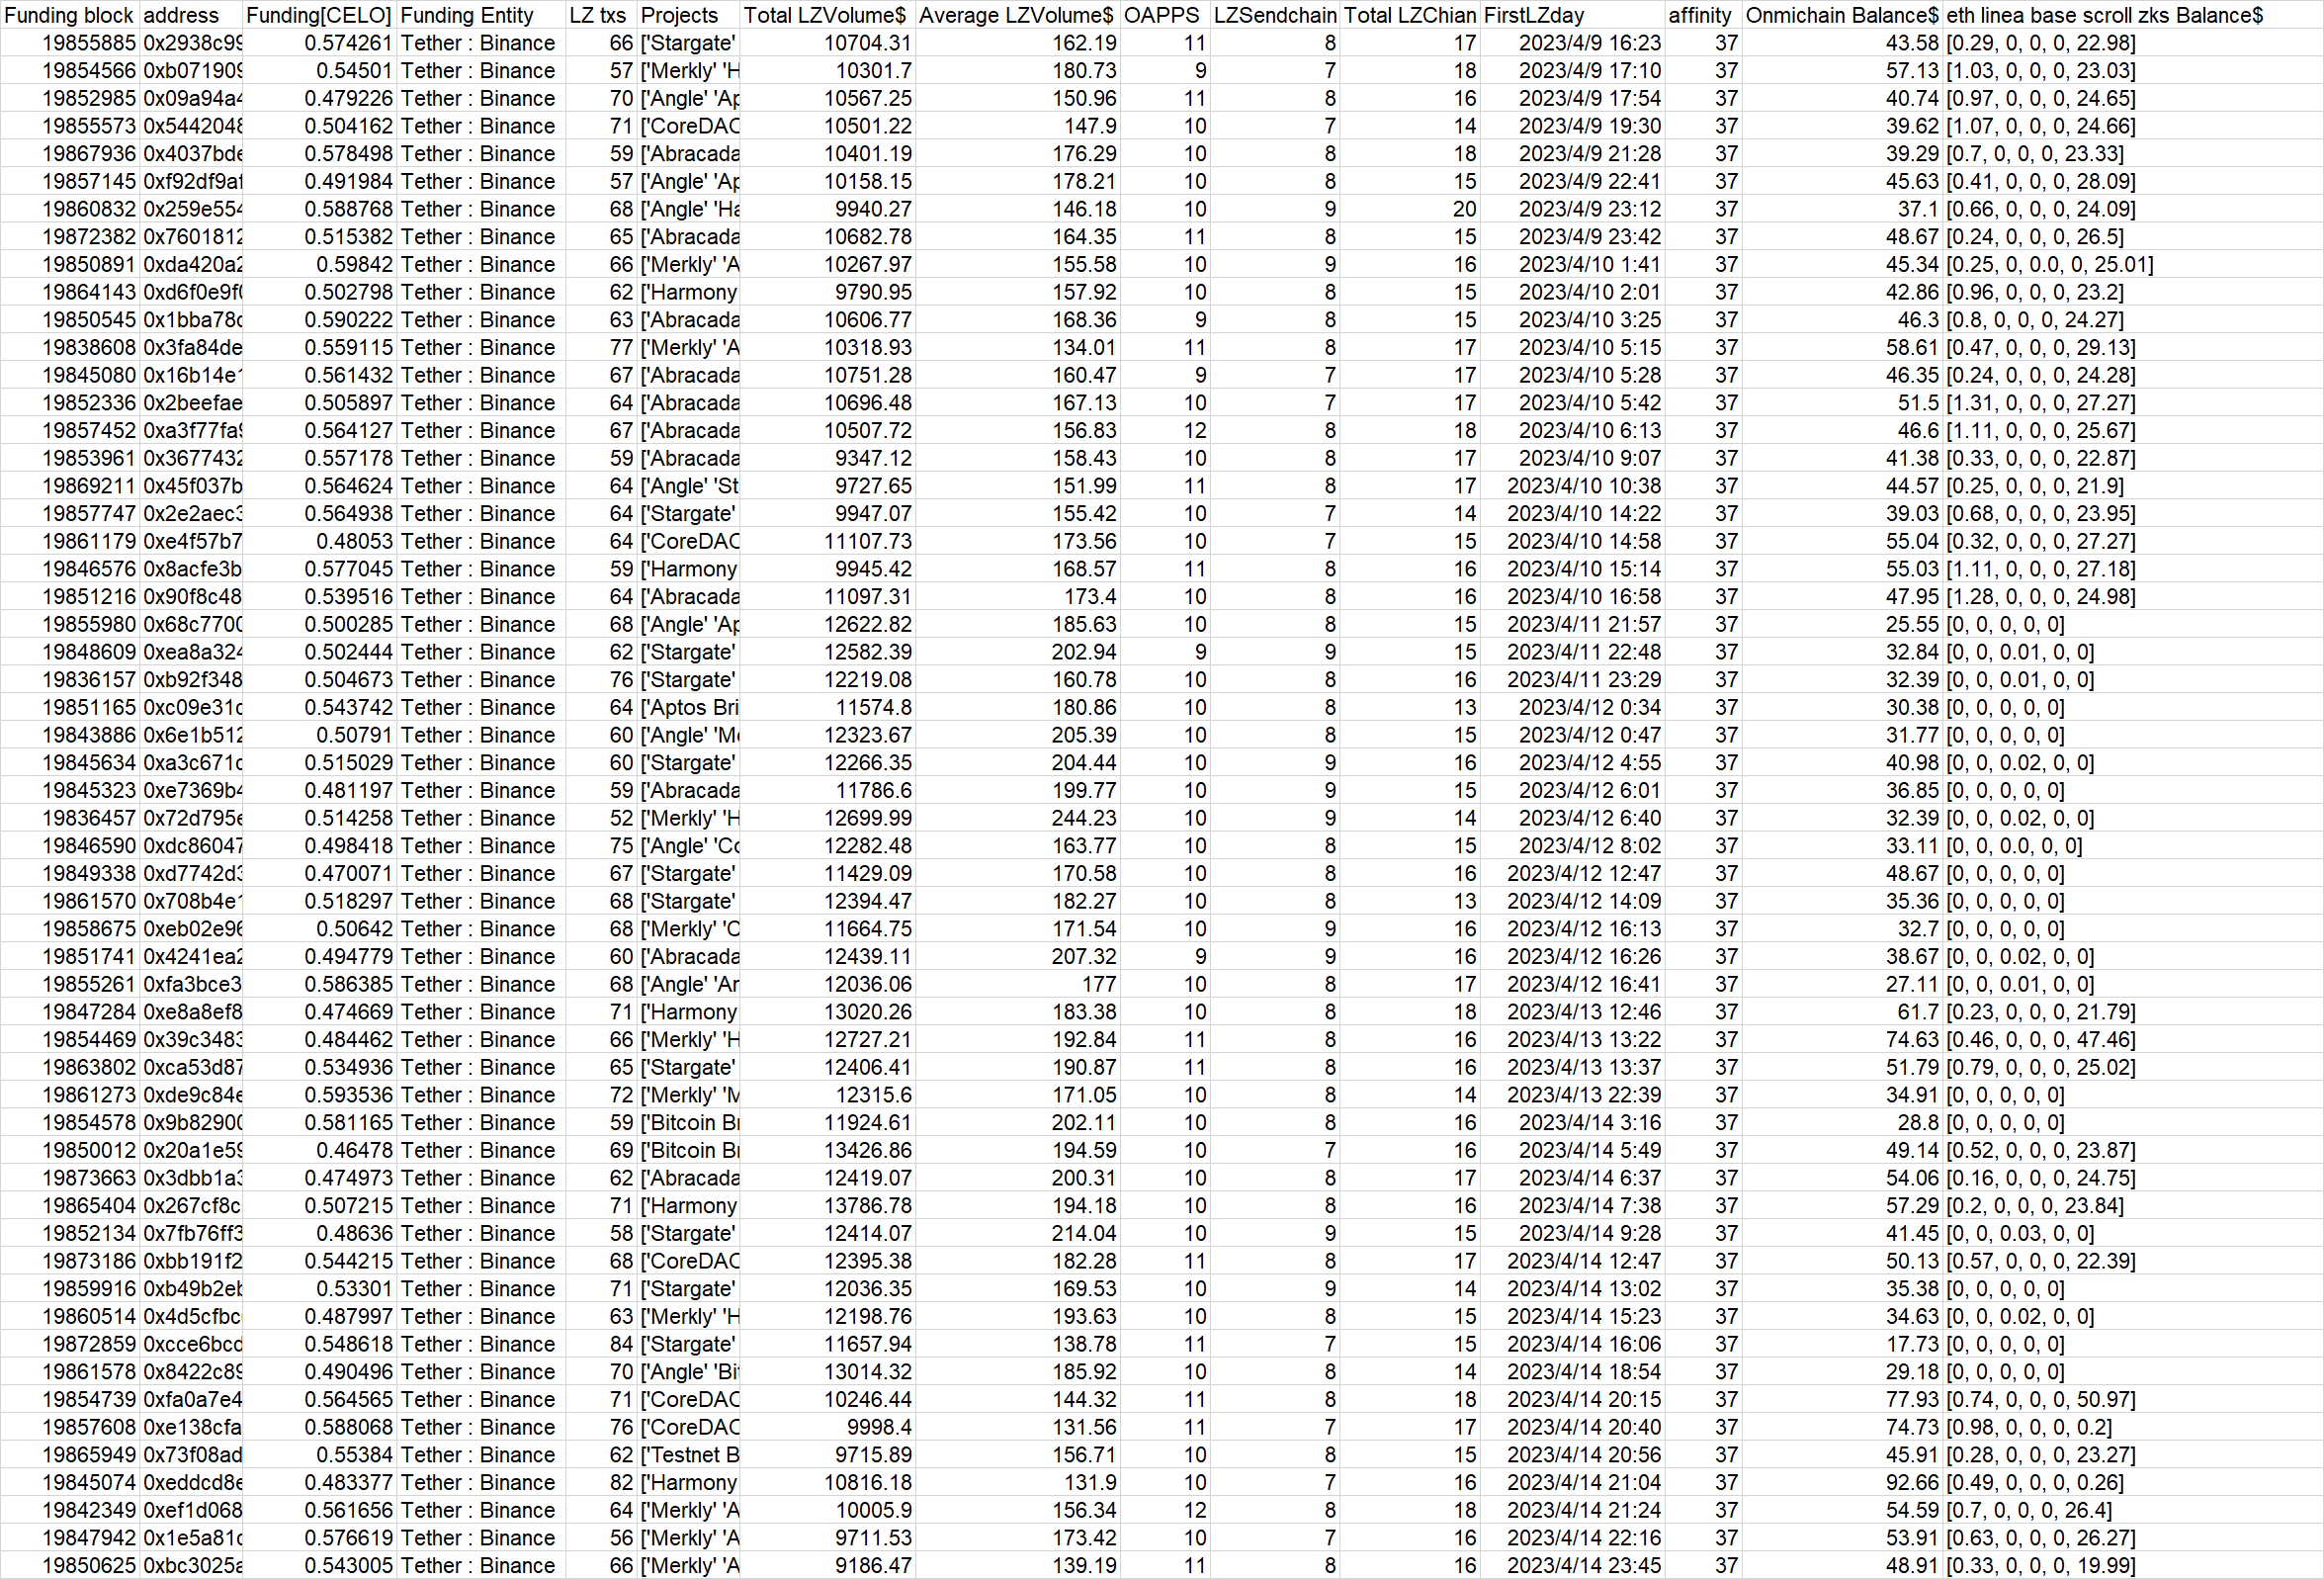 Funding block address Funding[CELO] Funding Entity LZ txs Projects Total LZVolume$ Average LZVolume$ OAPPS LZSendchain Total LZChian FirstLZday affinity Onmichain Balance$ eth linea base scroll zks Balance$
19855885 0x2938c99 0.574261 Tether : Binance 66 ['Stargate' 10704.31 162.19 11 8 17 2023/4/9 16:23 37 43.58 [0.29, 0, 0, 0, 22.98]
19854566 0xb071909 0.54501 Tether : Binance 57 ['Merkly' 'H 10301.7 180.73 9 7 18 2023/4/9 17:10 37 57.13 [1.03, 0, 0, 0, 23.03]
19852985 0x09a94a4 0.479226 Tether : Binance 70 ['Angle' 'Ap 10567.25 150.96 11 8 16 2023/4/9 17:54 37 40.74 [0.97, 0, 0, 0, 24.65]
19855573 0x5442048 0.504162 Tether : Binance 71 ['CoreDAO 10501.22 147.9 10 7 14 2023/4/9 19:30 37 39.62 [1.07, 0, 0, 0, 24.66]
19867936 0x4037bde 0.578498 Tether : Binance 59 ['Abracada 10401.19 176.29 10 8 18 2023/4/9 21:28 37 39.29 [0.7, 0, 0, 0, 23.33]
19857145 0xf92df9af 0.491984 Tether : Binance 57 ['Angle' 'Ap 10158.15 178.21 10 8 15 2023/4/9 22:41 37 45.63 [0.41, 0, 0, 0, 28.09]
19860832 0x259e554 0.588768 Tether : Binance 68 ['Angle' 'Ha 9940.27 146.18 10 9 20 2023/4/9 23:12 37 37.1 [0.66, 0, 0, 0, 24.09]
19872382 0x7601812 0.515382 Tether : Binance 65 ['Abracada 10682.78 164.35 11 8 15 2023/4/9 23:42 37 48.67 [0.24, 0, 0, 0, 26.5]
19850891 0xda420a2 0.59842 Tether : Binance 66 ['Merkly' 'A 10267.97 155.58 10 9 16 2023/4/10 1:41 37 45.34 [0.25, 0, 0.0, 0, 25.01]
19864143 0xd6f0e9f0 0.502798 Tether : Binance 62 ['Harmony 9790.95 157.92 10 8 15 2023/4/10 2:01 37 42.86 [0.96, 0, 0, 0, 23.2]
19850545 0x1bba78c 0.590222 Tether : Binance 63 ['Abracada 10606.77 168.36 9 8 15 2023/4/10 3:25 37 46.3 [0.8, 0, 0, 0, 24.27]
19838608 0x3fa84de 0.559115 Tether : Binance 77 ['Merkly' 'A 10318.93 134.01 11 8 17 2023/4/10 5:15 37 58.61 [0.47, 0, 0, 0, 29.13]
19845080 0x16b14e1 0.561432 Tether : Binance 67 ['Abracada 10751.28 160.47 9 7 17 2023/4/10 5:28 37 46.35 [0.24, 0, 0, 0, 24.28]
19852336 0x2beefae 0.505897 Tether : Binance 64 ['Abracada 10696.48 167.13 10 7 17 2023/4/10 5:42 37 51.5 [1.31, 0, 0, 0, 27.27]
19857452 0xa3f77fa9 0.564127 Tether : Binance 67 ['Abracada 10507.72 156.83 12 8 18 2023/4/10 6:13 37 46.6 [1.11, 0, 0, 0, 25.67]
19853961 0x3677432 0.557178 Tether : Binance 59 ['Abracada 9347.12 158.43 10 8 17 2023/4/10 9:07 37 41.38 [0.33, 0, 0, 0, 22.87]
19869211 0x45f037b 0.564624 Tether : Binance 64 ['Angle' 'St 9727.65 151.99 11 8 17 2023/4/10 10:38 37 44.57 [0.25, 0, 0, 0, 21.9]
19857747 0x2e2aec3 0.564938 Tether : Binance 64 ['Stargate' 9947.07 155.42 10 7 14 2023/4/10 14:22 37 39.03 [0.68, 0, 0, 0, 23.95]
19861179 0xe4f57b7 0.48053 Tether : Binance 64 ['CoreDAO 11107.73 173.56 10 7 15 2023/4/10 14:58 37 55.04 [0.32, 0, 0, 0, 27.27]
19846576 0x8acfe3b 0.577045 Tether : Binance 59 ['Harmony 9945.42 168.57 11 8 16 2023/4/10 15:14 37 55.03 [1.11, 0, 0, 0, 27.18]
19851216 0x90f8c48 0.539516 Tether : Binance 64 ['Abracada 11097.31 173.4 10 8 16 2023/4/10 16:58 37 47.95 [1.28, 0, 0, 0, 24.98]
19855980 0x68c7700 0.500285 Tether : Binance 68 ['Angle' 'Ap 12622.82 185.63 10 8 15 2023/4/11 21:57 37 25.55 [0, 0, 0, 0, 0]
19848609 0xea8a324 0.502444 Tether : Binance 62 ['Stargate' 12582.39 202.94 9 9 15 2023/4/11 22:48 37 32.84 [0, 0, 0.01, 0, 0]
19836157 0xb92f348 0.504673 Tether : Binance 76 ['Stargate' 12219.08 160.78 10 8 16 2023/4/11 23:29 37 32.39 [0, 0, 0.01, 0, 0]
19851165 0xc09e31c 0.543742 Tether : Binance 64 ['Aptos Bri 11574.8 180.86 10 8 13 2023/4/12 0:34 37 30.38 [0, 0, 0, 0, 0]
19843886 0x6e1b512 0.50791 Tether : Binance 60 ['Angle' 'Me 12323.67 205.39 10 8 15 2023/4/12 0:47 37 31.77 [0, 0, 0, 0, 0]
19845634 0xa3c671c 0.515029 Tether : Binance 60 ['Stargate' 12266.35 204.44 10 9 16 2023/4/12 4:55 37 40.98 [0, 0, 0.02, 0, 0]
19845323 0xe7369b4 0.481197 Tether : Binance 59 ['Abracada 11786.6 199.77 10 9 15 2023/4/12 6:01 37 36.85 [0, 0, 0, 0, 0]
19836457 0x72d795e 0.514258 Tether : Binance 52 ['Merkly' 'H 12699.99 244.23 10 9 14 2023/4/12 6:40 37 32.39 [0, 0, 0.02, 0, 0]
19846590 0xdc86047 0.498418 Tether : Binance 75 ['Angle' 'Co 12282.48 163.77 10 8 15 2023/4/12 8:02 37 33.11 [0, 0, 0.0, 0, 0]
19849338 0xd7742d3 0.470071 Tether : Binance 67 ['Stargate' 11429.09 170.58 10 8 16 2023/4/12 12:47 37 48.67 [0, 0, 0, 0, 0]
19861570 0x708b4e1 0.518297 Tether : Binance 68 ['Stargate' 12394.47 182.27 10 8 13 2023/4/12 14:09 37 35.36 [0, 0, 0, 0, 0]
19858675 0xeb02e96 0.50642 Tether : Binance 68 ['Merkly' 'C 11664.75 171.54 10 9 16 2023/4/12 16:13 37 32.7 [0, 0, 0, 0, 0]
19851741 0x4241ea2 0.494779 Tether : Binance 60 ['Abracada 12439.11 207.32 9 9 16 2023/4/12 16:26 37 38.67 [0, 0, 0.02, 0, 0]
19855261 0xfa3bce3 0.586385 Tether : Binance 68 ['Angle' 'Ar 12036.06 177 10 8 17 2023/4/12 16:41 37 27.11 [0, 0, 0.01, 0, 0]
19847284 0xe8a8ef8 0.474669 Tether : Binance 71 ['Harmony 13020.26 183.38 10 8 18 2023/4/13 12:46 37 61.7 [0.23, 0, 0, 0, 21.79]
19854469 0x39c3483 0.484462 Tether : Binance 66 ['Merkly' 'H 12727.21 192.84 11 8 16 2023/4/13 13:22 37 74.63 [0.46, 0, 0, 0, 47.46]
19863802 0xca53d87 0.534936 Tether : Binance 65 ['Stargate' 12406.41 190.87 11 8 16 2023/4/13 13:37 37 51.79 [0.79, 0, 0, 0, 25.02]
19861273 0xde9c84e 0.593536 Tether : Binance 72 ['Merkly' 'M 12315.6 171.05 10 8 14 2023/4/13 22:39 37 34.91 [0, 0, 0, 0, 0]
19854578 0x9b82900 0.581165 Tether : Binance 59 ['Bitcoin Br 11924.61 202.11 10 8 16 2023/4/14 3:16 37 28.8 [0, 0, 0, 0, 0]
19850012 0x20a1e59 0.46478 Tether : Binance 69 ['Bitcoin Br 13426.86 194.59 10 7 16 2023/4/14 5:49 37 49.14 [0.52, 0, 0, 0, 23.87]
19873663 0x3dbb1a3 0.474973 Tether : Binance 62 ['Abracada 12419.07 200.31 10 8 17 2023/4/14 6:37 37 54.06 [0.16, 0, 0, 0, 24.75]
19865404 0x267cf8c 0.507215 Tether : Binance 71 ['Harmony 13786.78 194.18 10 8 16 2023/4/14 7:38 37 57.29 [0.2, 0, 0, 0, 23.84]
19852134 0x7fb76ff3 0.48636 Tether : Binance 58 ['Stargate' 12414.07 214.04 10 9 15 2023/4/14 9:28 37 41.45 [0, 0, 0.03, 0, 0]
19873186 0xbb191f2 0.544215 Tether : Binance 68 ['CoreDAO 12395.38 182.28 11 8 17 2023/4/14 12:47 37 50.13 [0.57, 0, 0, 0, 22.39]
19859916 0xb49b2eb 0.53301 Tether : Binance 71 ['Stargate' 12036.35 169.53 10 9 14 2023/4/14 13:02 37 35.38 [0, 0, 0, 0, 0]
19860514 0x4d5cfbc 0.487997 Tether : Binance 63 ['Merkly' 'H 12198.76 193.63 10 8 15 2023/4/14 15:23 37 34.63 [0, 0, 0.02, 0, 0]
19872859 0xcce6bcd 0.548618 Tether : Binance 84 ['Stargate' 11657.94 138.78 11 7 15 2023/4/14 16:06 37 17.73 [0, 0, 0, 0, 0]
19861578 0x8422c89 0.490496 Tether : Binance 70 ['Angle' 'Bit 13014.32 185.92 10 8 14 2023/4/14 18:54 37 29.18 [0, 0, 0, 0, 0]
19854739 0xfa0a7e4 0.564565 Tether : Binance 71 ['CoreDAO 10246.44 144.32 11 8 18 2023/4/14 20:15 37 77.93 [0.74, 0, 0, 0, 50.97]
19857608 0xe138cfa 0.588068 Tether : Binance 76 ['CoreDAO 9998.4 131.56 11 7 17 2023/4/14 20:40 37 74.73 [0.98, 0, 0, 0, 0.2]
19865949 0x73f08ad 0.55384 Tether : Binance 62 ['Testnet B 9715.89 156.71 10 8 15 2023/4/14 20:56 37 45.91 [0.28, 0, 0, 0, 23.27]
19845074 0xeddcd8e 0.483377 Tether : Binance 82 ['Harmony 10816.18 131.9 10 7 16 2023/4/14 21:04 37 92.66 [0.49, 0, 0, 0, 0.26]
19842349 0xef1d068 0.561656 Tether : Binance 64 ['Merkly' 'A 10005.9 156.34 12 8 18 2023/4/14 21:24 37 54.59 [0.7, 0, 0, 0, 26.4]
19847942 0x1e5a81c 0.576619 Tether : Binance 56 ['Merkly' 'A 9711.53 173.42 10 7 16 2023/4/14 22:16 37 53.91 [0.63, 0, 0, 0, 26.27]
19850625 0xbc3025a 0.543005 Tether : Binance 66 ['Merkly' 'A 9186.47 139.19 11 8 16 2023/4/14 23:45 37 48.91 [0.33, 0, 0, 0, 19.99]